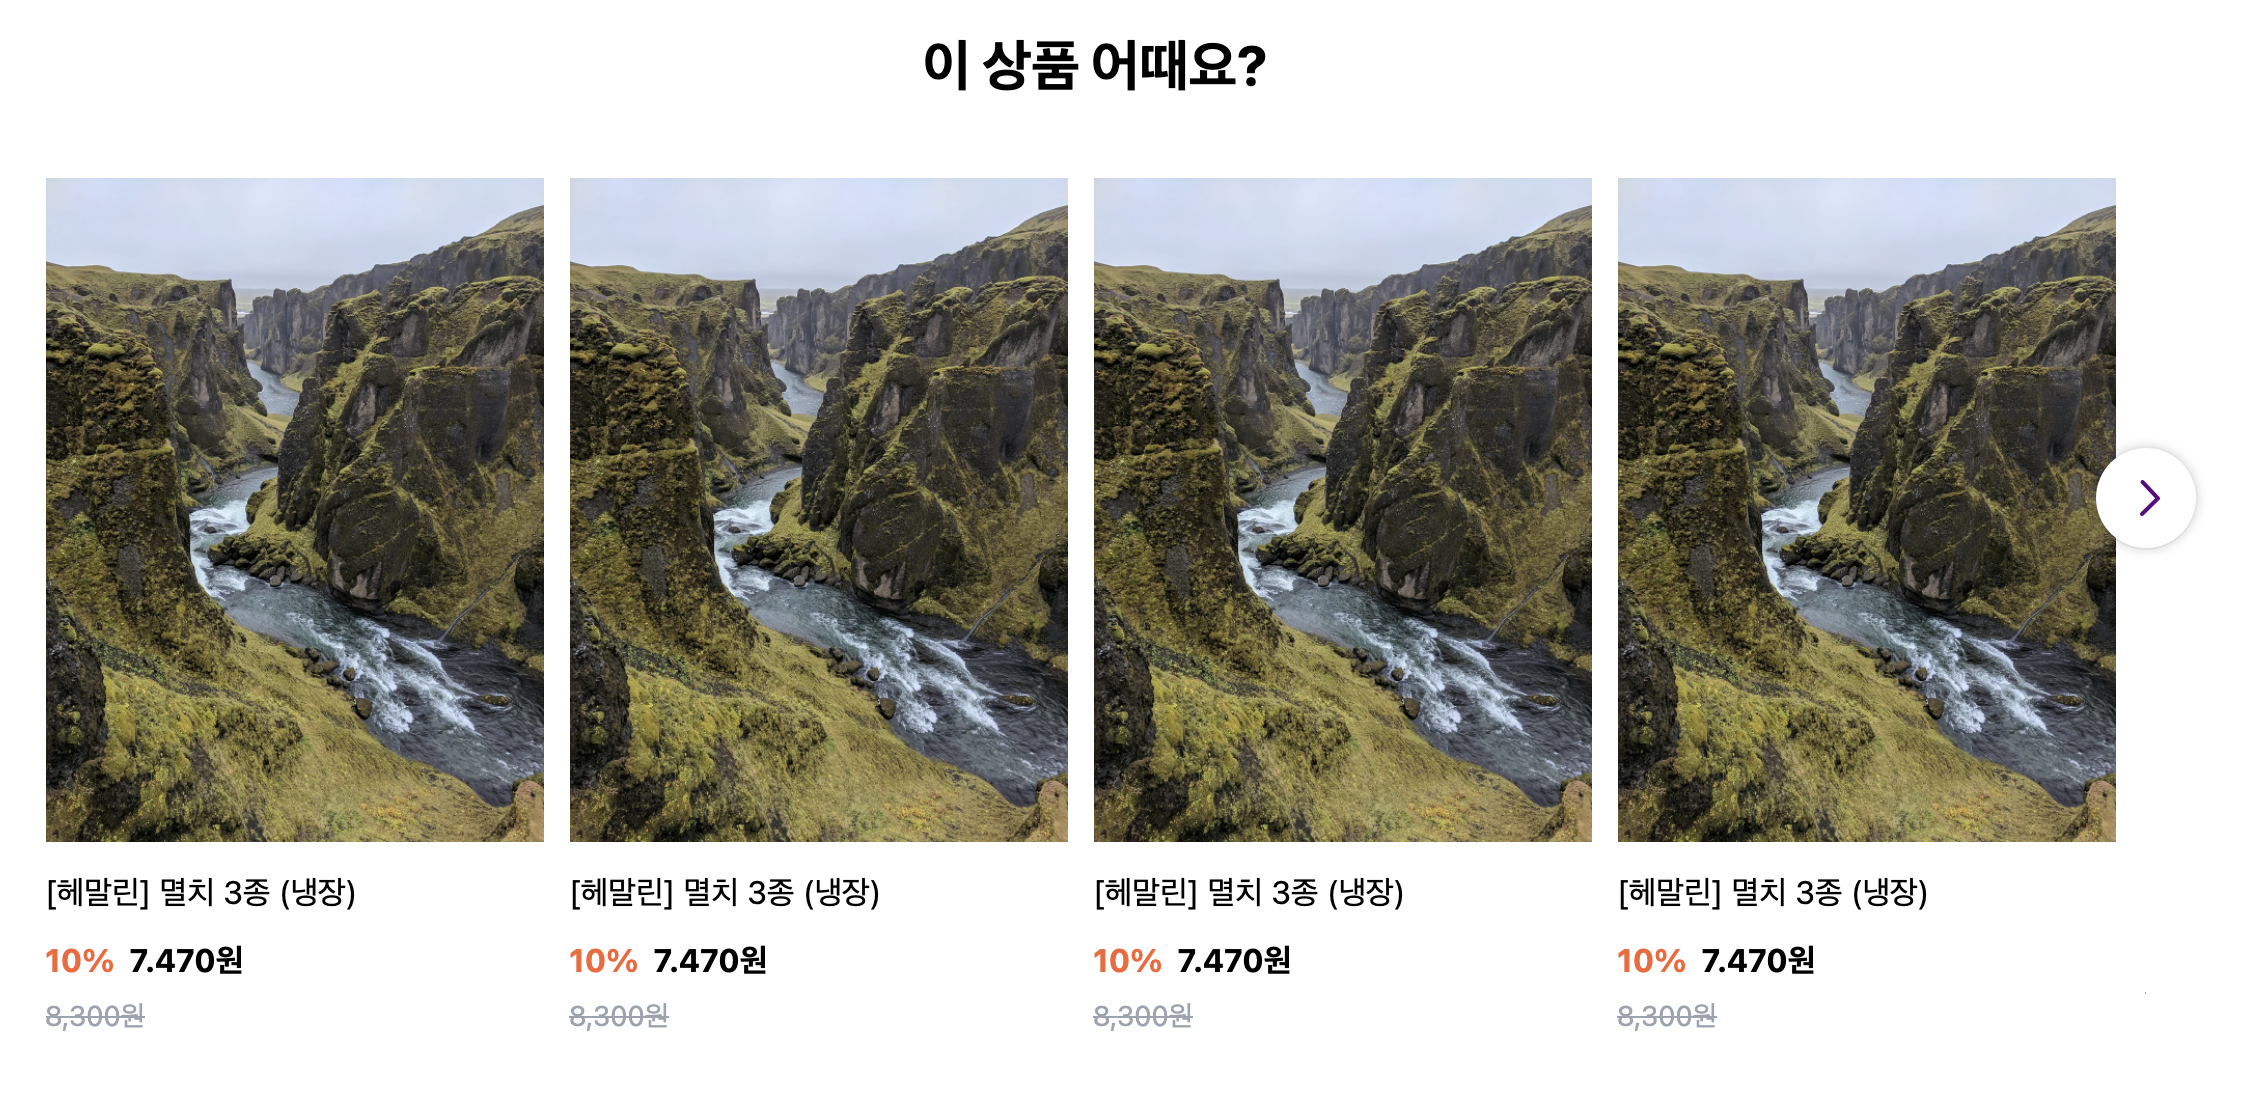 이 상품 어때요?
[헤말린] 멸치 3종 (냉장)
10% 7.470원
8,300원
[헤말린] 멸치 3종 (냉장)
10% 7.470원
8,300원
[헤말린] 멸치 3종 (냉장)
10% 7.470원
8,300원
[헤말린] 멸치 3종 (냉장)
10% 7.470원
8,300원